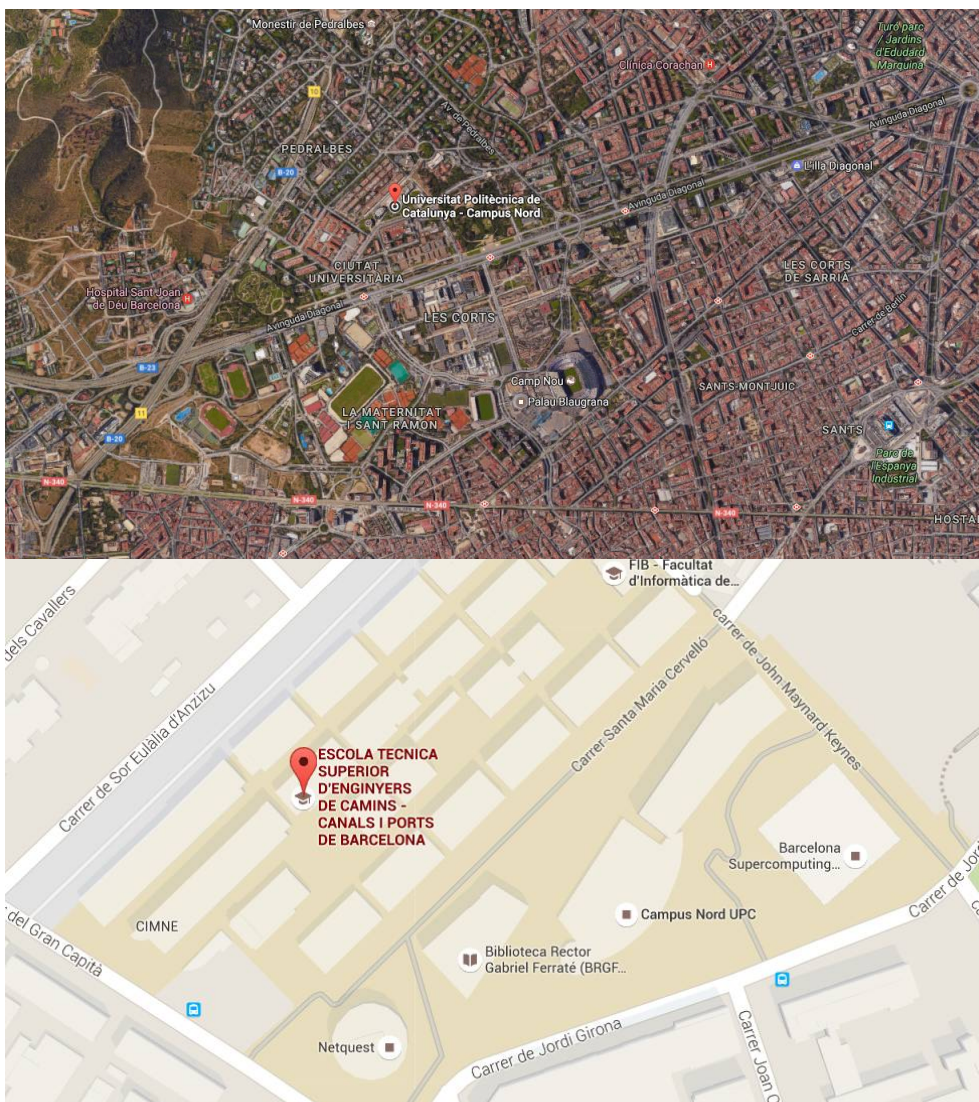 Monestir de Pedralbes
Turó parc
/ Jardins
d'Eduard
Marquina
Clínica Corachan
H
10
Av. de Pedralbes
Avinguda Diagonal
PEDRALBES
B-20
L'illa Diagonal
Universitat Politècnica de
Catalunya - Campus Nord
Avinguda Diagonal
CIUTAT
UNIVERSITÀRIA
LES CORTS
DE SARRIÀ
Hospital Sant Joan
de Déu Barcelona
H
Avinguda Diagonal
LES CORTS
Carrer de Berlín
B-23
Camp Nou
SANTS-MONTJUÏC
Palau Blaugrana
11
LA MATERNITAT
I SANT RAMON
SANTS
B-20
Parc de
l'Espanya
Industrial
N-340
N-340
N-340
N-340
HOSTA
FIB - Facultat
d'Informàtica de...
dels Cavallers
carrer de John Maynard Keynes
Carrer Santa Maria Cervelló
Carrer de Sor Eulàlia d'Anzizu
ESCOLA TECNICA
SUPERIOR
D'ENGINYERS
DE CAMINS -
CANALS I PORTS
DE BARCELONA
Barcelona
Supercomputing...
Carrer de Jordi
Campus Nord UPC
CIMNE
r del Gran Capità
Biblioteca Rector
Gabriel Ferraté (BRGF...
Netquest
Carrer de Jordi Girona
Carrer Joan O